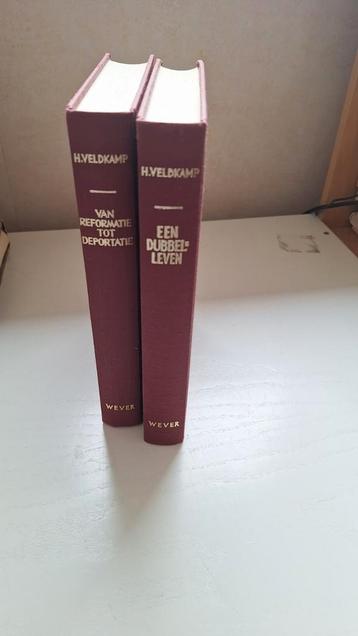 H.VELDKAMP
VAN
REFORMATIE
TOT
DEPORTATIE
WEVER
H.VELDKAMP
EEN
DUBBEL-
LEVEN
WEVER